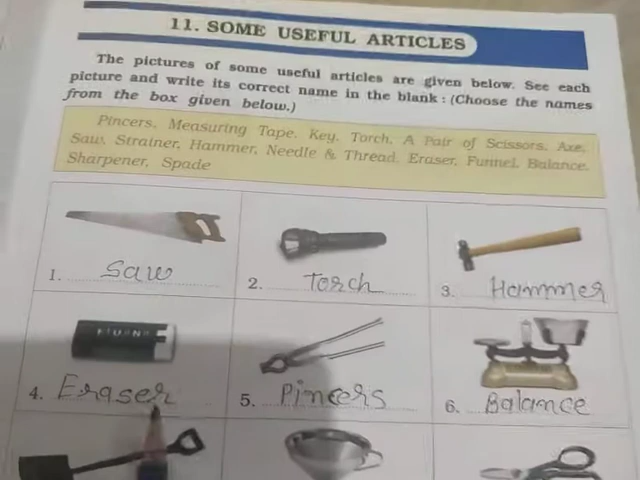 11. SOME USEFUL ARTICLES
The pictures of some useful articles are given below. See each
picture and write its correct name in the blank : (Choose the names
from the box given below.)
Pincers, Measuring Tape, Key, Torch, A Pair of Scissors, Axe,
Saw, Strainer, Hammer, Needle & Thread, Eraser, Funnel, Balance,
Sharpener, Spade
1. Saw
2. Torch
3. Hammer
4. Eraser
5. Pincers
6. Balance